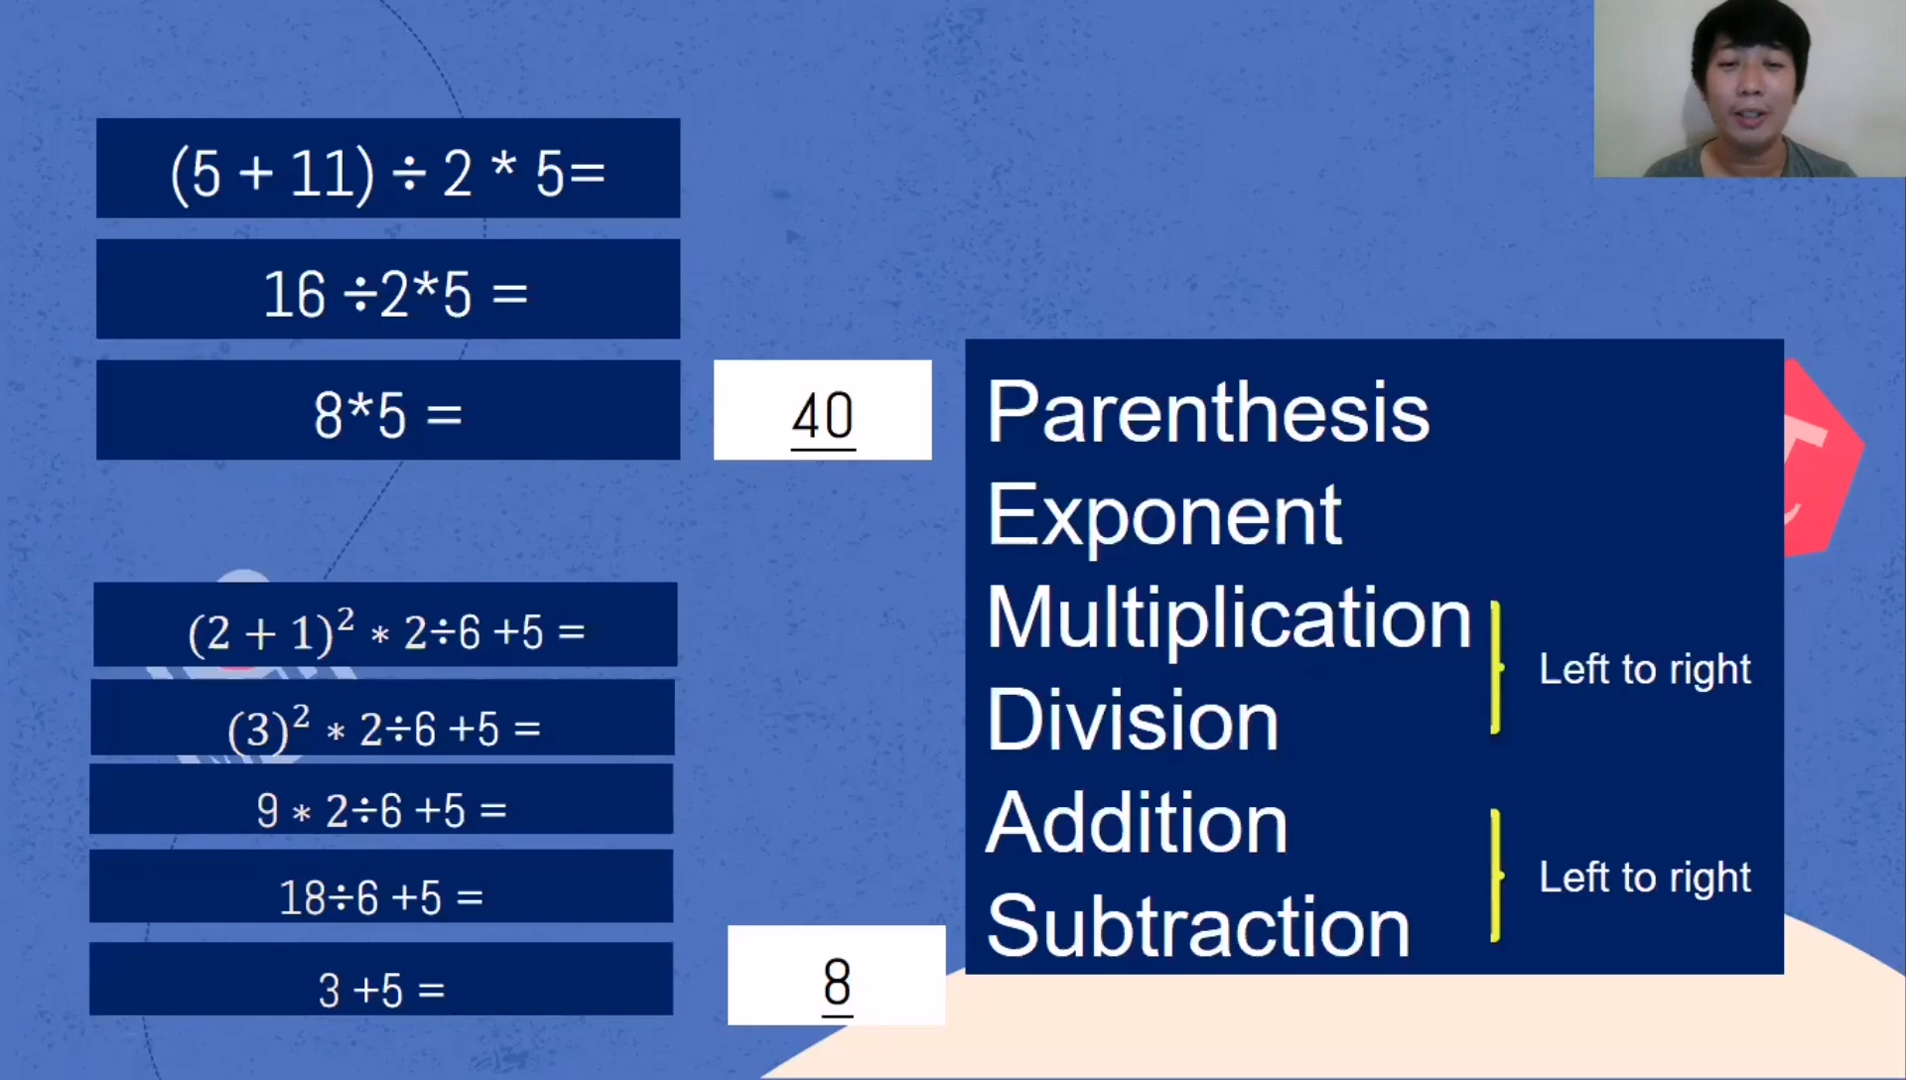 (5 + 11) ÷ 2 * 5=
16 ÷2*5 =
8*5 =
40
(2 + 1)² * 2÷6 +5 =
(3)² * 2÷6 +5 =
9 * 2÷6 +5 =
18÷6 +5 =
3 +5 =
8
Parenthesis
Exponent
Multiplication
Division
Left to right
Addition
Subtraction
Left to right